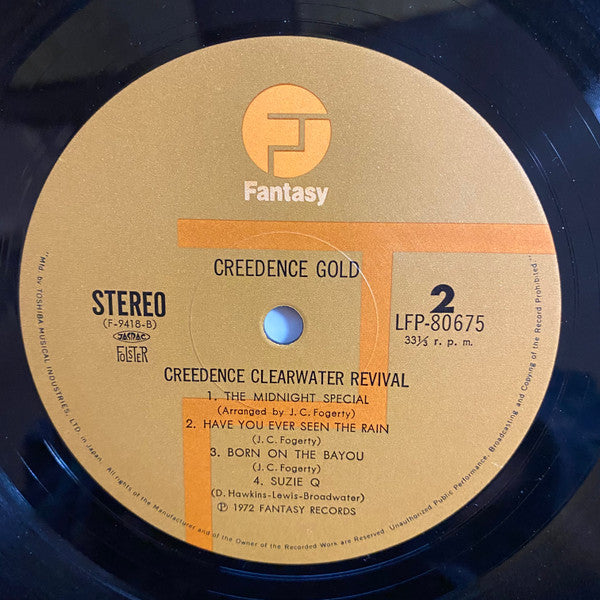 Fantasy
CREEDENCE GOLD
STEREO
(F-9418-B)
JASRAC
FOLSTER
2
LFP-80675
33⅓ r. p. m.
CREEDENCE CLEARWATER REVIVAL
1. THE MIDNIGHT SPECIAL
(Arranged by J. C. Fogerty)
2. HAVE YOU EVER SEEN THE RAIN
(J. C. Fogerty)
3. BORN ON THE BAYOU
(J. C. Fogerty)
4. SUZIE Q
(D. Hawkins-Lewis-Broadwater)
℗ 1972 FANTASY RECORDS
"Mfd. by TOSHIBA MUSICAL INDUSTRIES, LTD. in Japan. All rights of the Manufacturer and of the Owner of the Recorded Work are Reserved. Unauthorized Public Performance, Broadcasting and Copying of the Record Prohibited."